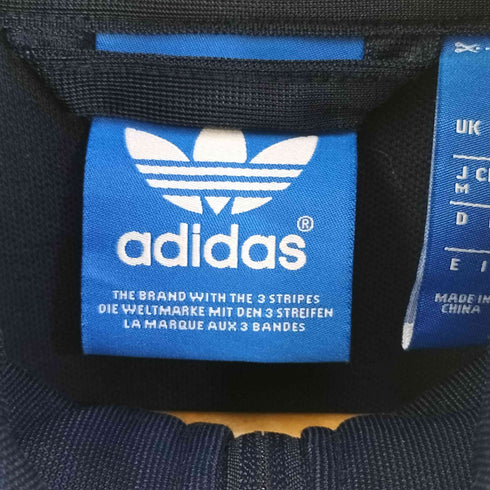 adidas®
THE BRAND WITH THE 3 STRIPES
DIE WELTMARKE MIT DEN 3 STREIFEN
LA MARQUE AUX 3 BANDES
UK
J
M
D
E
MADE IN
CHINA